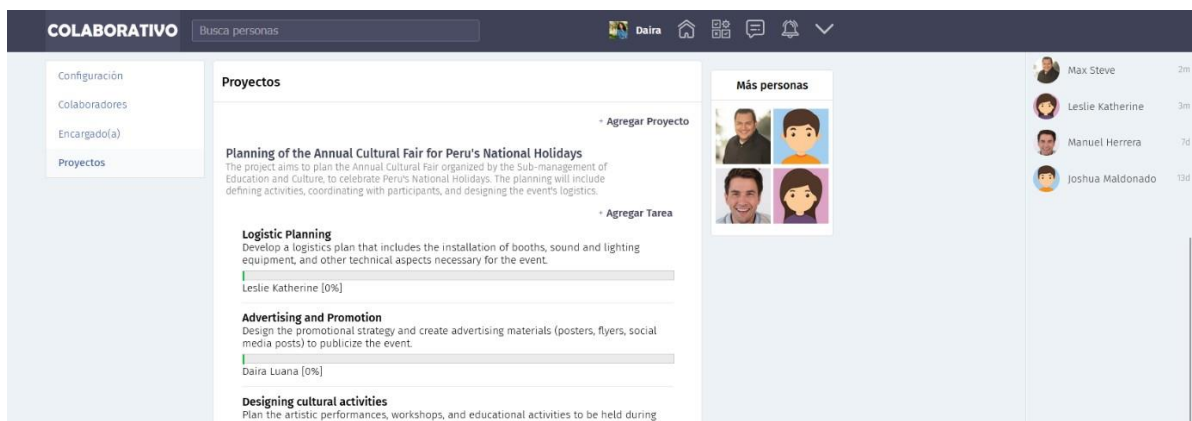 COLABORATIVO
Busca personas
Daira
Configuración
Colaboradores
Encargado(a)
Proyectos
Proyectos
+ Agregar Proyecto
Planning of the Annual Cultural Fair for Peru's National Holidays
The project aims to plan the Annual Cultural Fair organized by the Sub-management of
Education and Culture, to celebrate Peru's National Holidays. The planning will include
defining activities, coordinating with participants, and designing the event's logistics.
+ Agregar Tarea
Logistic Planning
Develop a logistics plan that includes the installation of booths, sound and lighting
equipment, and other technical aspects necessary for the event.
Leslie Katherine [0%]
Advertising and Promotion
Design the promotional strategy and create advertising materials (posters, flyers, social
media posts) to publicize the event.
Daira Luana [0%]
Designing cultural activities
Plan the artistic performances, workshops, and educational activities to be held during
Más personas
Max Steve 2m
Leslie Katherine 3m
Manuel Herrera 7d
Joshua Maldonado 13d